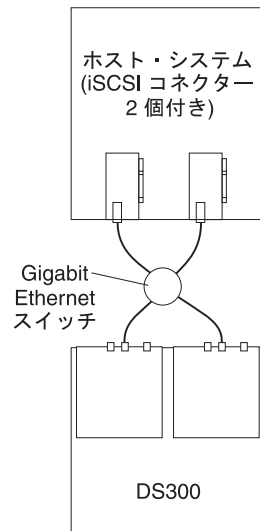 ホスト・システム
(iSCSI コネクター
2 個付き)
Gigabit
Ethernet
スイッチ
DS300